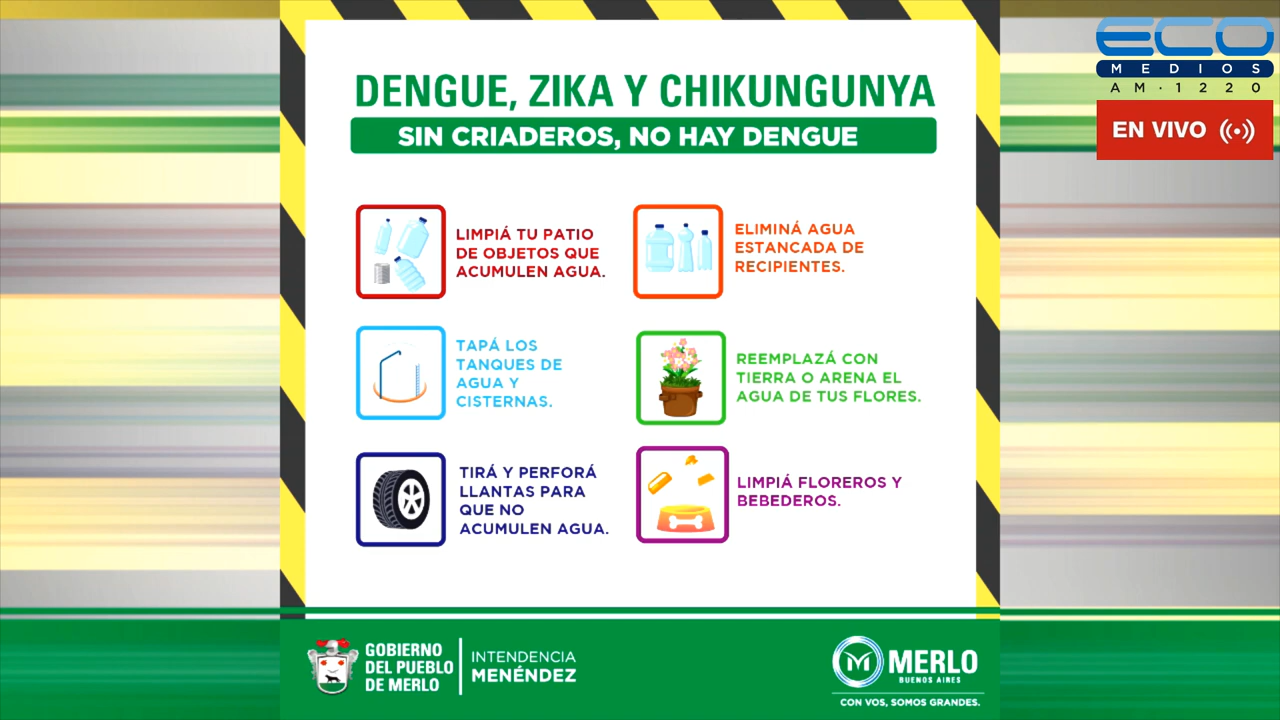 ECO
MEDIOS
AM·1220
EN VIVO
DENGUE, ZIKA Y CHIKUNGUNYA
SIN CRIADEROS, NO HAY DENGUE
LIMPIÁ TU PATIO
DE OBJETOS QUE
ACUMULEN AGUA.
ELIMINÁ AGUA
ESTANCADA DE
RECIPIENTES.
TAPÁ LOS
TANQUES DE
AGUA Y
CISTERNAS.
REEMPLAZÁ CON
TIERRA O ARENA EL
AGUA DE TUS FLORES.
TIRÁ Y PERFORÁ
LLANTAS PARA
QUE NO
ACUMULEN AGUA.
LIMPIÁ FLOREROS Y
BEBEDEROS.
GOBIERNO
DEL PUEBLO
DE MERLO
INTENDENCIA
MENÉNDEZ
MERLO
BUENOS AIRES
CON VOS, SOMOS GRANDES.